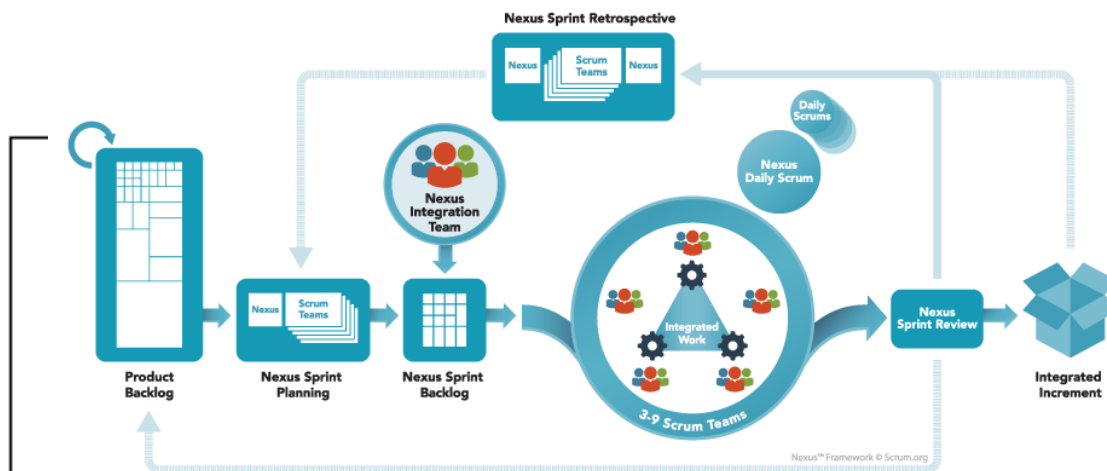 Nexus Sprint Retrospective
Nexus
Scrum
Teams
Nexus
Daily
Scrums
Nexus
Daily Scrum
Nexus
Integration
Team
Nexus
Scrum
Teams
Integrated
Work
Nexus
Sprint Review
Product
Backlog
Nexus Sprint
Planning
Nexus Sprint
Backlog
3-9 Scrum Teams
Integrated
Increment
Nexus™ Framework © Scrum.org